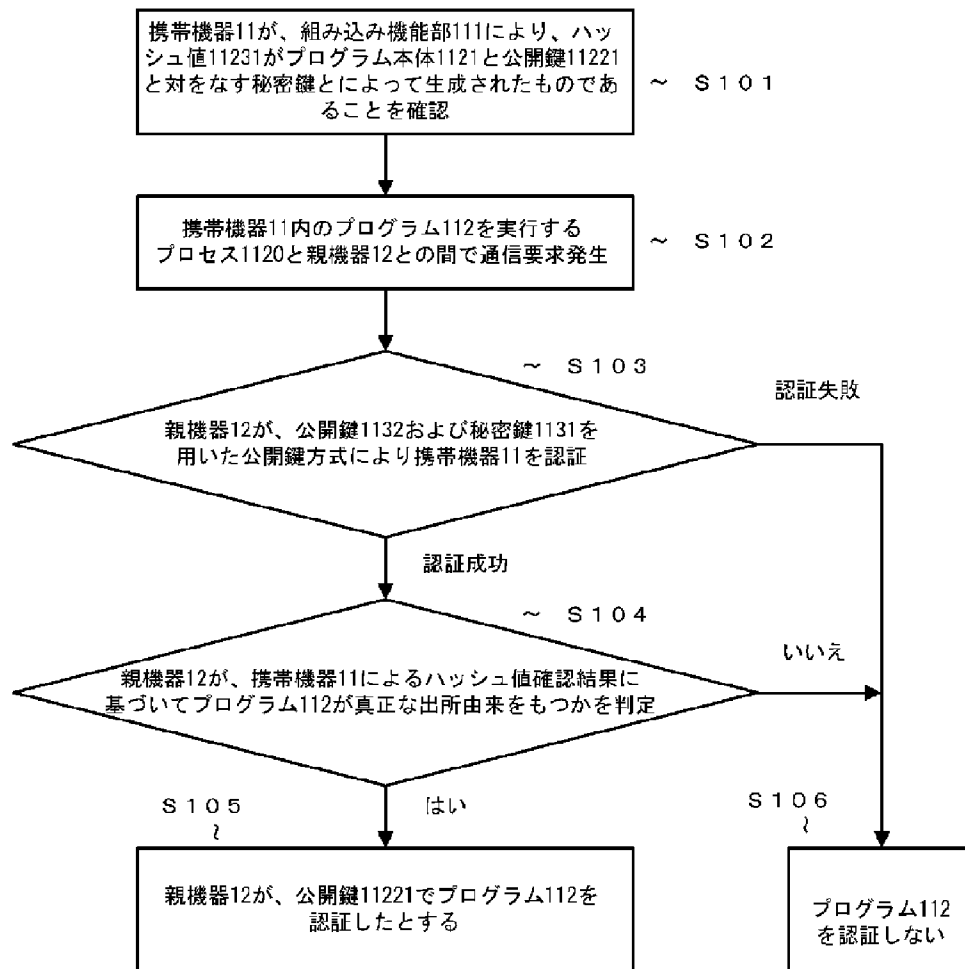 携帯機器11が、組み込み機能部111により、ハッ
シュ値11231がプログラム本体1121と公開鍵11221
と対をなす秘密鍵とによって生成されたものであ
ることを確認
～ S101
携帯機器11内のプログラム112を実行する
プロセス1120と親機器12との間で通信要求発生
～ S102
～ S103
認証失敗
親機器12が、公開鍵1132および秘密鍵1131を
用いた公開鍵方式により携帯機器11を認証
認証成功
～ S104
いいえ
親機器12が、携帯機器11によるハッシュ値確認結果に
基づいてプログラム112が真正な出所由来をもつかを判定
S105
～
はい
S106
～
親機器12が、公開鍵11221でプログラム112を
認証したとする
プログラム112
を認証しない